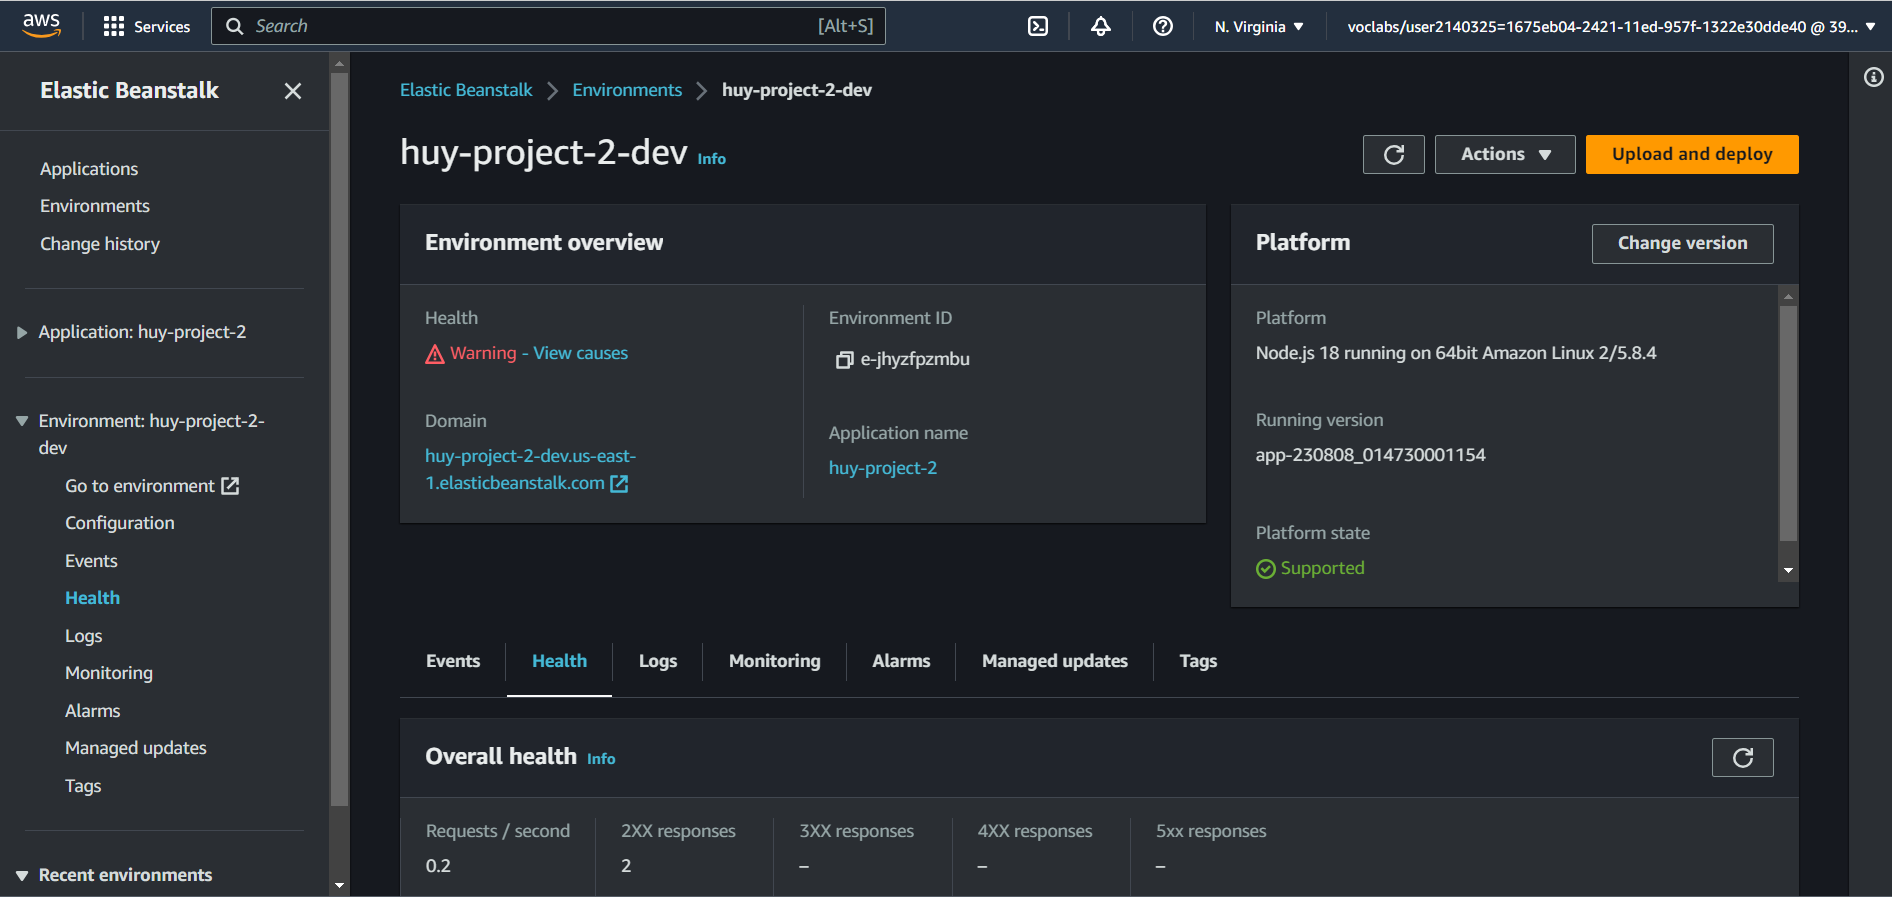 aws
Services
Search
[Alt+S]
N. Virginia
voclabs/user2140325=1675eb04-2421-11ed-957f-1322e30dde40 @ 39...
Elastic Beanstalk
Applications
Environments
Change history
Application: huy-project-2
Environment: huy-project-2-
dev
Go to environment
Configuration
Events
Health
Logs
Monitoring
Alarms
Managed updates
Tags
Recent environments
Elastic Beanstalk
Environments
huy-project-2-dev
huy-project-2-dev Info
Actions
Upload and deploy
Environment overview
Health
Warning - View causes
Domain
huy-project-2-dev.us-east-
1.elasticbeanstalk.com
Environment ID
e-jhyzfpzmbu
Application name
huy-project-2
Platform
Change version
Platform
Node.js 18 running on 64bit Amazon Linux 2/5.8.4
Running version
app-230808_014730001154
Platform state
Supported
Events
Health
Logs
Monitoring
Alarms
Managed updates
Tags
Overall health Info
Requests / second
0.2
2XX responses
2
3XX responses
–
4XX responses
–
5xx responses
–